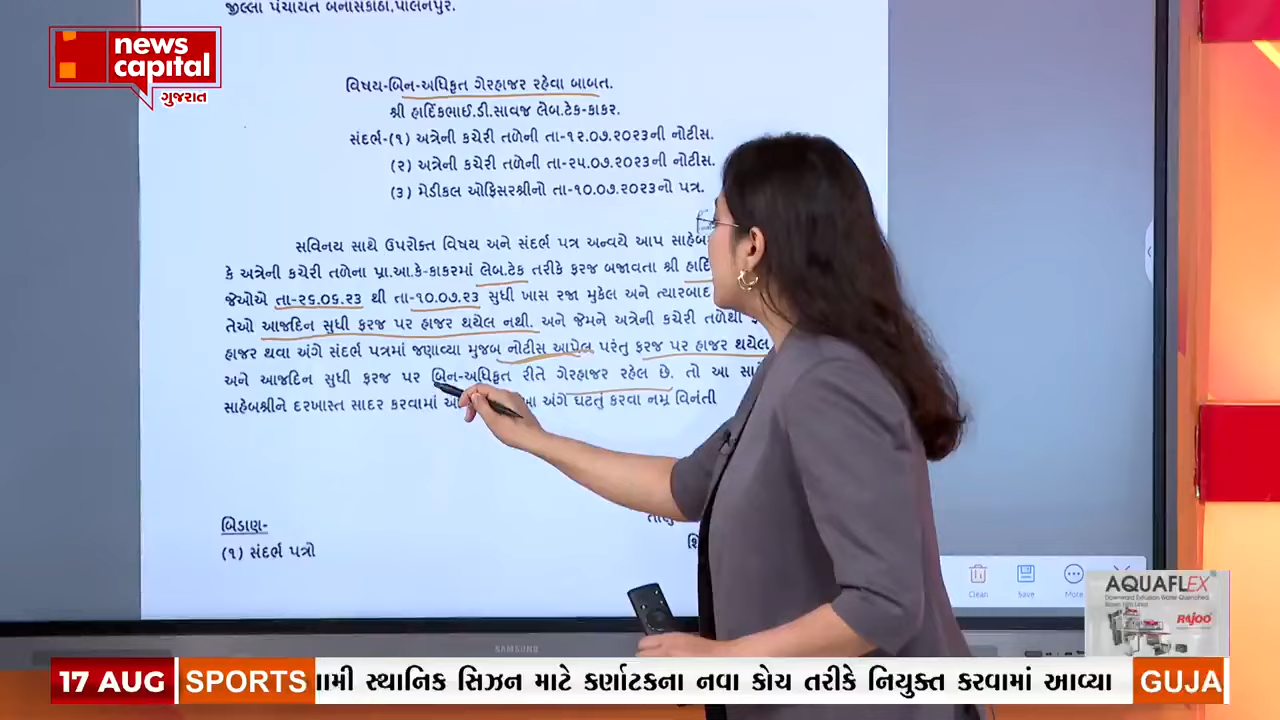 જીલ્લા પંચાયત બનાસકાંઠા,પાલનપુર.
news
capital
ગુજરાત
વિષય-બિન-અધિકૃત ગેરહાજર રહેવા બાબત.
શ્રી હાર્દિકભાઈ.ડી.સાવજ લેબ.ટેક-કાકર.
સંદર્ભ-(૧) અત્રેની કચેરી તળેની તા-૧૨.૦૭.૨૦૨૩ની નોટીસ.
(૨) અત્રેની કચેરી તળેની તા-૨૫.૦૭.૨૦૨૩ની નોટીસ.
(૩) મેડીકલ ઓફિસરશ્રીનો તા-૧૦.૦૭.૨૦૨૩નો પત્ર.
સવિનય સાથે ઉપરોક્ત વિષય અને સંદર્ભ પત્ર અન્વયે આપ
કે અત્રેની કચેરી તળેના પ્રા.આ.કે-કાકરમાં લેબ.ટેક તરીકે ફરજ બજાવતા શ્રી
જેઓએ તા-૨૬.૦૬.૨૩ થી તા-૧૦.૦૭.૨૩ સુધી ખાસ રજા મુકેલ અને ત્યારબાદ
તેઓ આજદિન સુધી ફરજ પર હાજર થયેલ નથી. અને જેમને અત્રેની કચેરી તળેથી
હાજર થવા અંગે સંદર્ભ પત્રમાં જણાવ્યા મુજબ નોટીસ આપેલ પરંતુ ફરજ પર હાજર થયેલ
અને આજદિન સુધી ફરજ પર બિન-અધિકૃત રીતે ગેરહાજર રહેલ છે. તો આ
સાહેબશ્રીને દરખાસ્ત સાદર કરવામાં આ અંગે ઘટતું કરવા નમ્ર વિનંતી
બિડાણ-
(૧) સંદર્ભ પત્રો
Clean Save More
SAMSUNG
AQUAFLEX
Downward Extrusion Water Quenched
RAJOO
17 AUG SPORTS ામી સ્થાનિક સિઝન માટે કર્ણાટકના નવા કોચ તરીકે નિયુક્ત કરવામાં આવ્યા GUJA